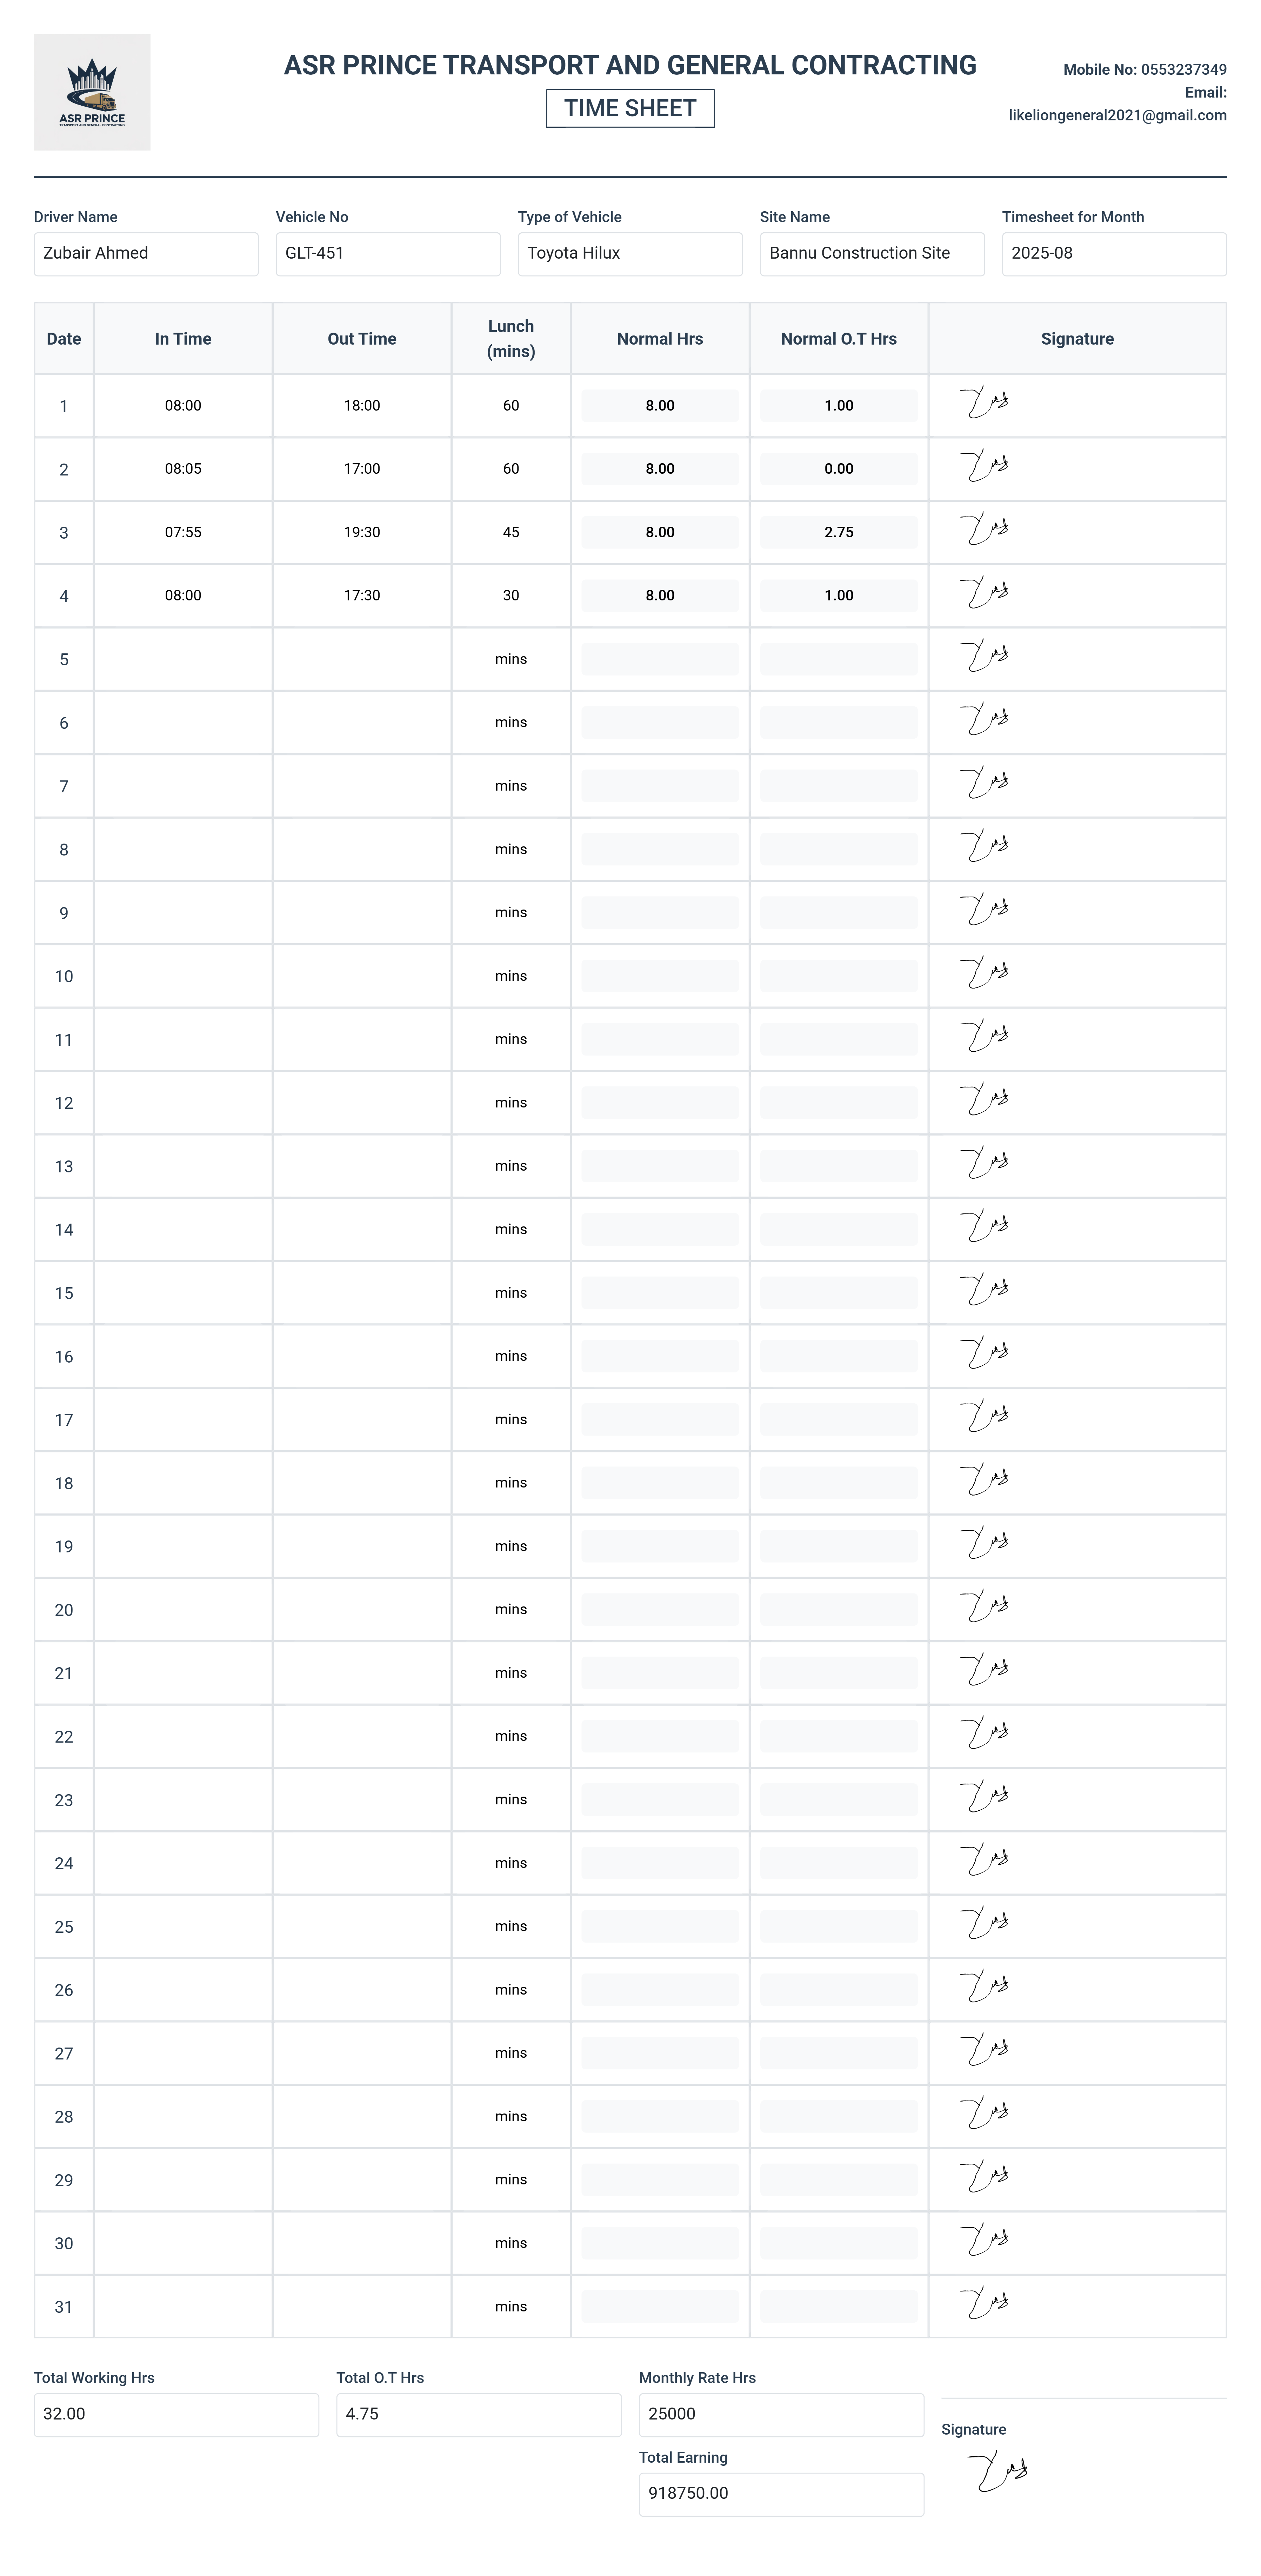 ASR PRINCE
TRANSPORT AND GENERAL CONTRACTING
ASR PRINCE TRANSPORT AND GENERAL CONTRACTING
TIME SHEET
Mobile No: 0553237349
Email:
likeliongeneral2021@gmail.com
Driver Name Vehicle No Type of Vehicle Site Name Timesheet for Month
Zubair Ahmed GLT-451 Toyota Hilux Bannu Construction Site 2025-08
Date In Time Out Time Lunch (mins) Normal Hrs Normal O.T Hrs Signature
1 08:00 18:00 60 8.00 1.00
2 08:05 17:00 60 8.00 0.00
3 07:55 19:30 45 8.00 2.75
4 08:00 17:30 30 8.00 1.00
5 mins
6 mins
7 mins
8 mins
9 mins
10 mins
11 mins
12 mins
13 mins
14 mins
15 mins
16 mins
17 mins
18 mins
19 mins
20 mins
21 mins
22 mins
23 mins
24 mins
25 mins
26 mins
27 mins
28 mins
29 mins
30 mins
31 mins
Total Working Hrs Total O.T Hrs Monthly Rate Hrs
32.00 4.75 25000
Signature
Total Earning
918750.00